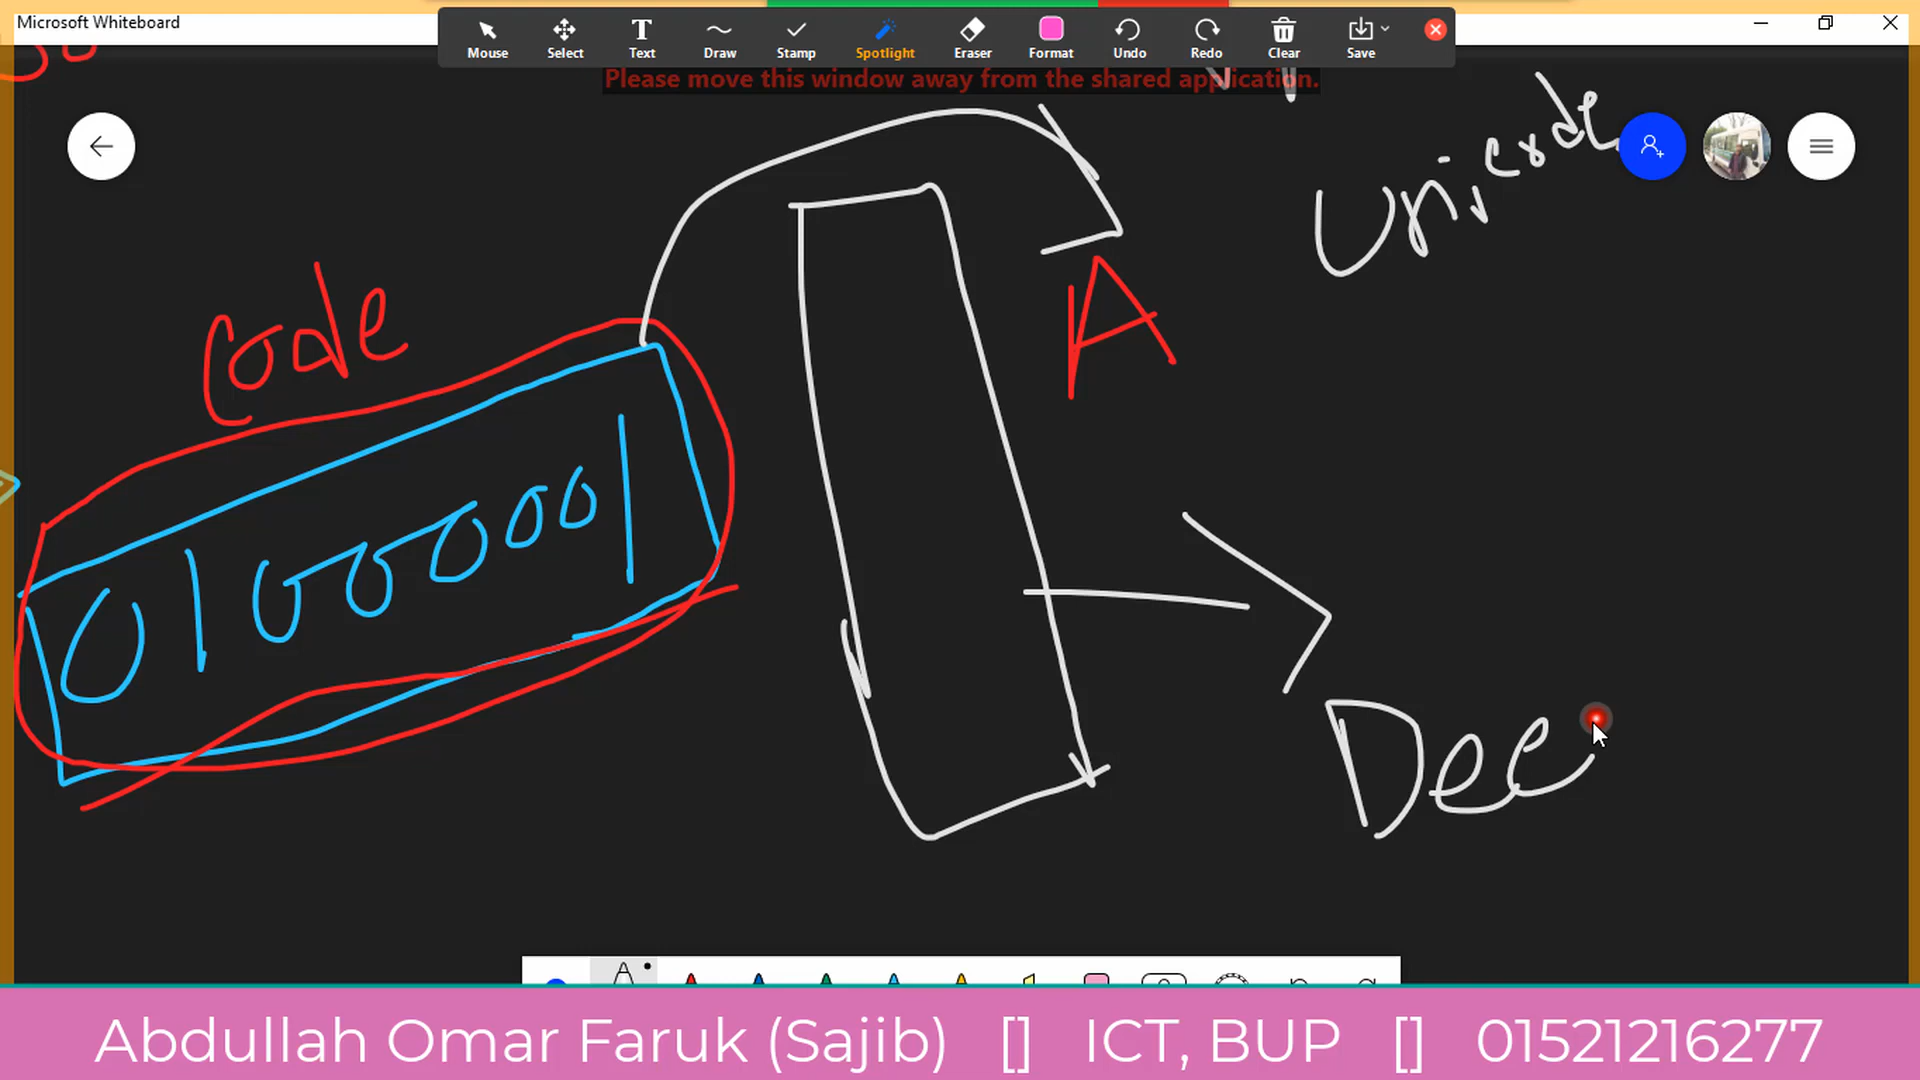 Microsoft Whiteboard
Mouse Select Text Draw Stamp Spotlight Eraser Format Undo Redo Clear Save
Please move this window away from the shared application.
Unicode
Code
A
01000001
Dec
Abdullah Omar Faruk (Sajib) [] ICT, BUP [] 01521216277